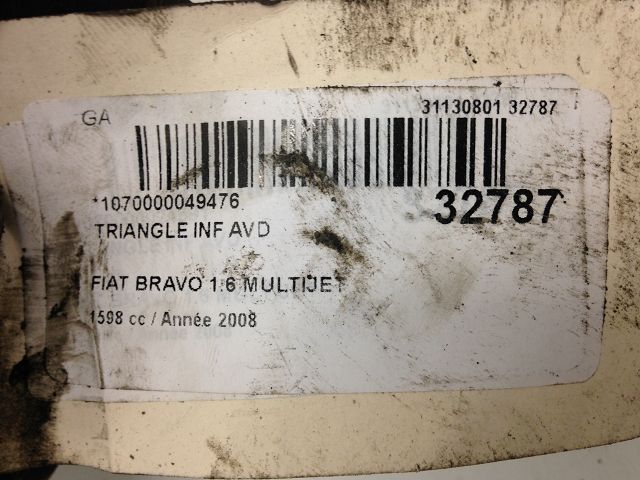 GA
31130801 32787
*1070000049476
32787
TRIANGLE INF AVD
FIAT BRAVO 1.6 MULTIJET
1598 cc / Année 2008